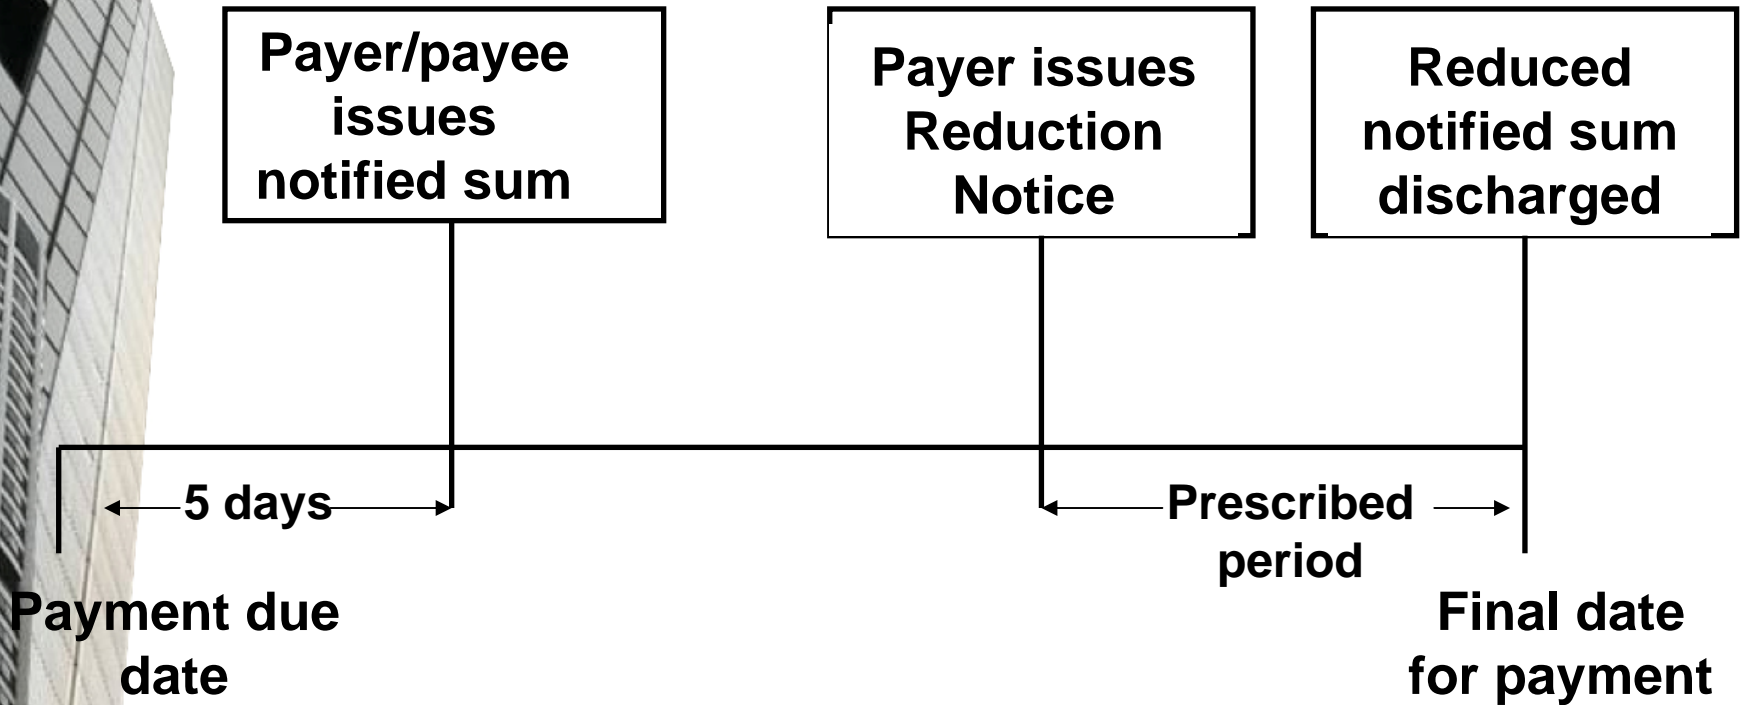 Payer/payee
issues
notified sum
Payer issues
Reduction
Notice
Reduced
notified sum
discharged
5 days
Prescribed
period
Payment due
date
Final date
for payment